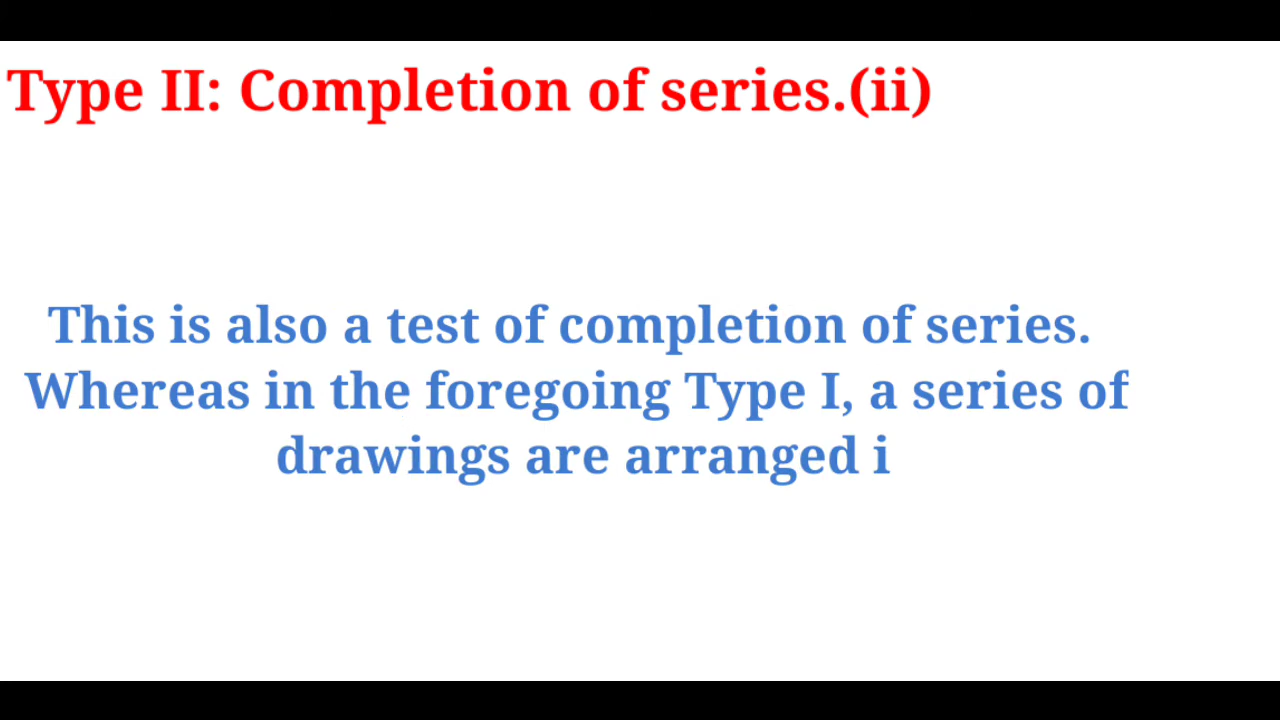 Type II: Completion of series.(ii)
This is also a test of completion of series.
Whereas in the foregoing Type I, a series of
drawings are arranged i